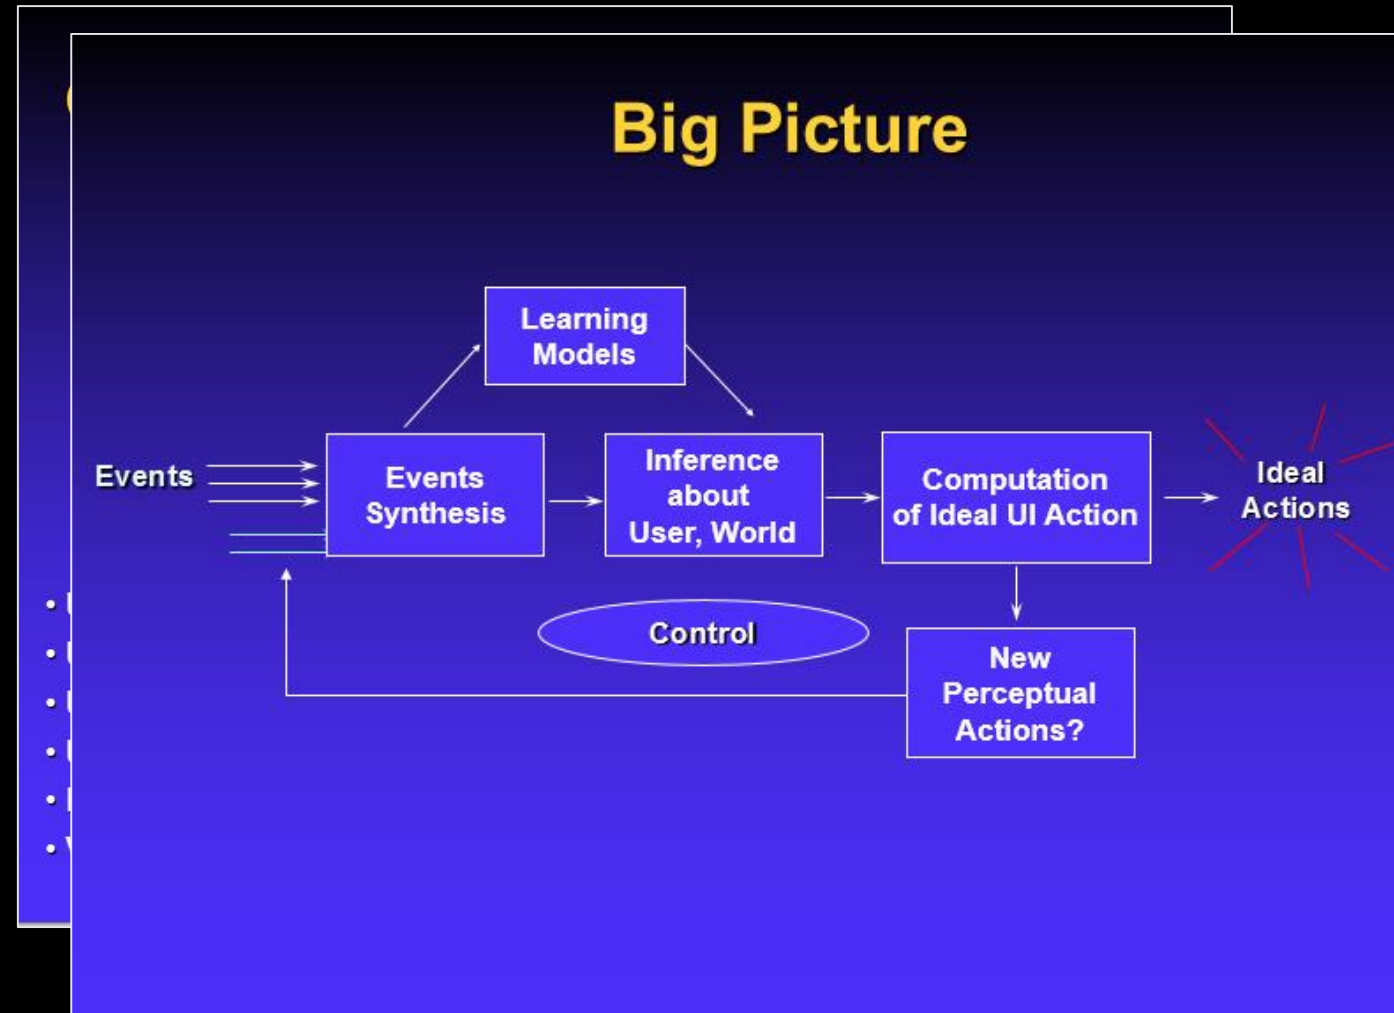 Big Picture
Learning
Models
Events
Events
Synthesis
Inference
about
User, World
Computation
of Ideal UI Action
Ideal
Actions
Control
New
Perceptual
Actions?